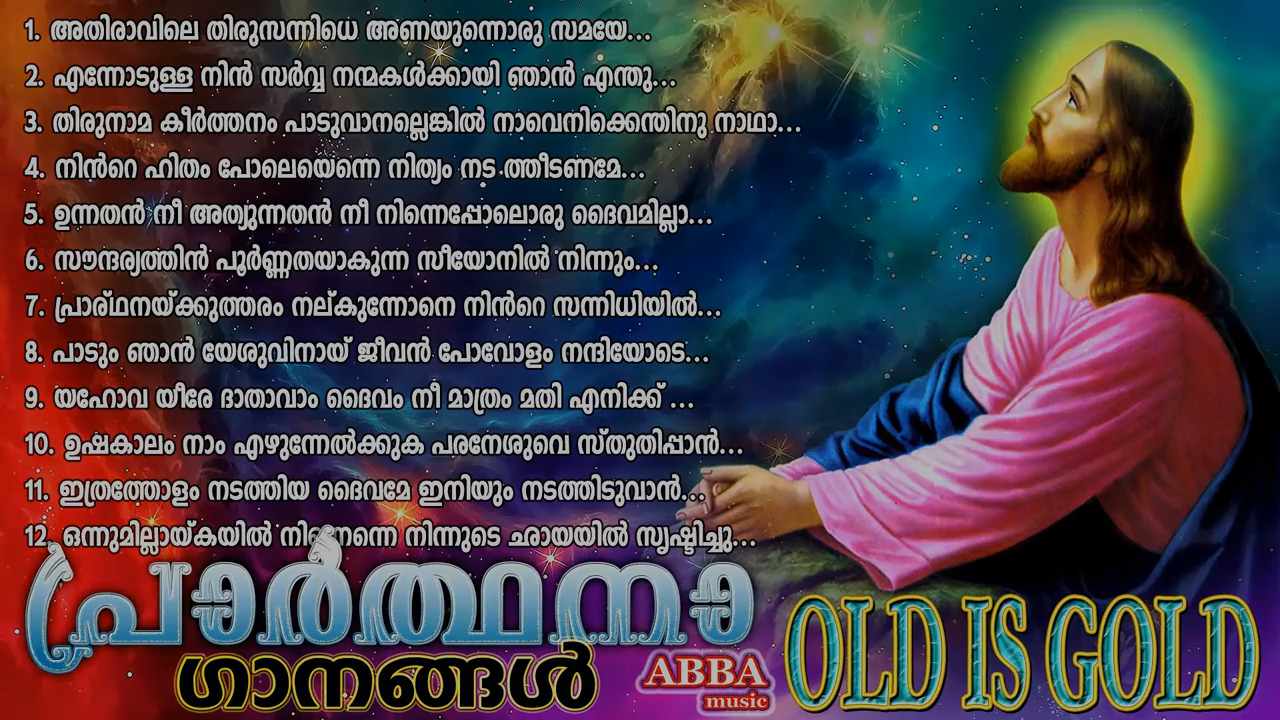 1. അതിരാവിലെ തിരുസന്നിധെ അണയുന്നൊരു സമയേ...
2. എന്നോടുള്ള നിൻ സർവ്വ നന്മകൾക്കായി ഞാൻ എന്തു...
3. തിരുനാമ കീർത്തനം പാടുവാനല്ലെങ്കിൽ നാവെനിക്കെന്തിനു നാഥാ...
4. നിൻറെ ഹിതം പോലെയെന്നെ നിത്യം നട ത്തീടണമേ...
5. ഉന്നതൻ നീ അത്യുന്നതൻ നീ നിന്നെപ്പോലൊരു ദൈവമില്ലാ...
6. സൗന്ദര്യത്തിൻ പൂർണ്ണതയാകുന്ന സീയോനിൽ നിന്നും...
7. പ്രാര്ഥനയ്ക്കുത്തരം നല്കുന്നോനെ നിൻറെ സന്നിധിയിൽ...
8. പാടും ഞാൻ യേശുവിനായ് ജീവൻ പോവോളം നന്ദിയോടെ...
9. യഹോവ യീരേ ദാതാവാം ദൈവം നീ മാത്രം മതി എനിക്ക് ...
10. ഉഷകാലം നാം എഴുന്നേൽക്കുക പരനേശുവെ സ്തുതിപ്പാൻ...
11. ഇത്രത്തോളം നടത്തിയ ദൈവമേ ഇനിയും നടത്തിടുവാൻ...
12. ഒന്നുമില്ലായ്കയിൽ നിന്നെന്നെ നിന്നുടെ ഛായയിൽ സൃഷ്ടിച്ചു...
പ്രാർത്ഥനാ
ഗാനങ്ങൾ
ABBA
music
OLD IS GOLD